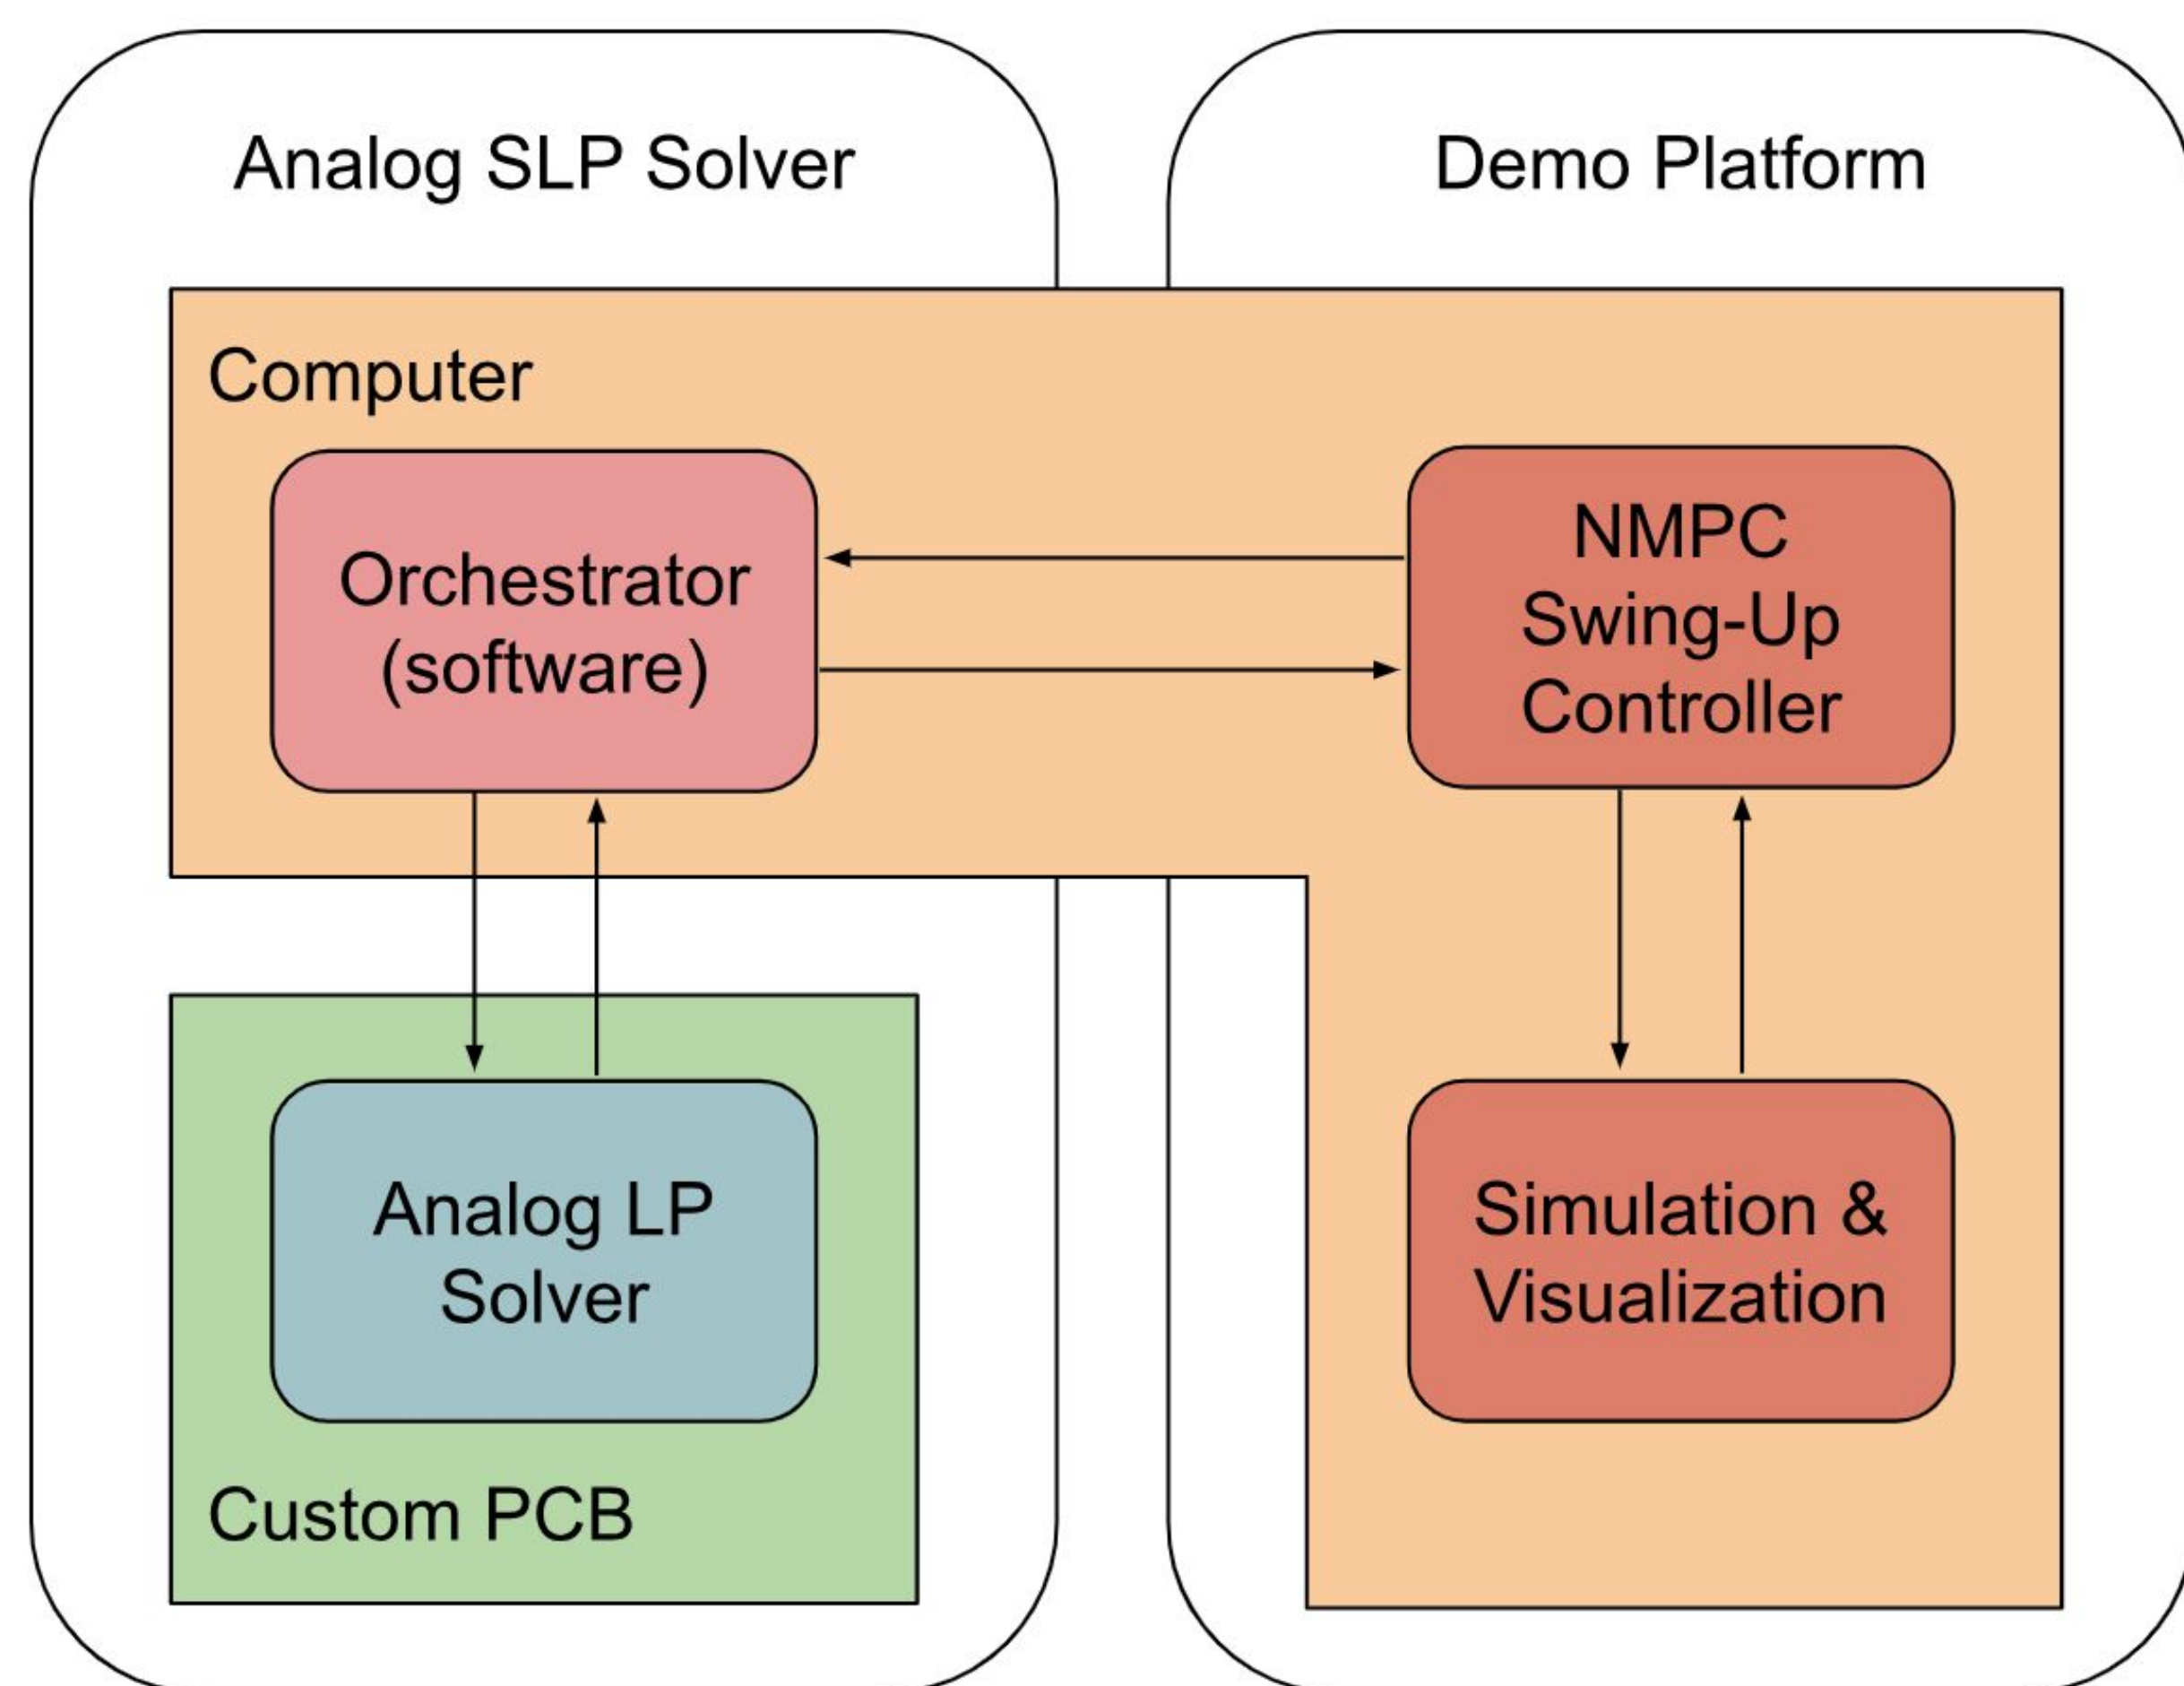 Analog SLP Solver
Demo Platform
Computer
Orchestrator
(software)
NMPC
Swing-Up
Controller
Analog LP
Solver
Simulation &
Visualization
Custom PCB